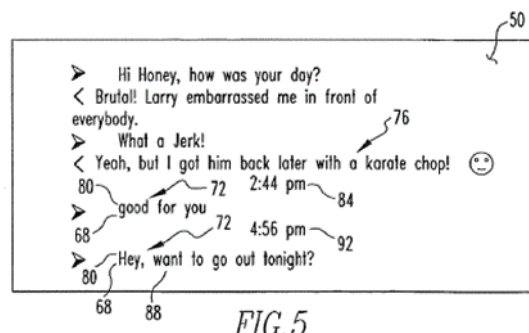 50
➤ Hi Honey, how was your day?
< Brutal! Larry embarrassed me in front of
everybody.
76
➤ What a Jerk!
< Yeah, but I got him back later with a karate chop!
80 72 2:44 pm 84
➤ good for you
68 72 4:56 pm 92
➤ Hey, want to go out tonight?
80 68 88
FIG.5